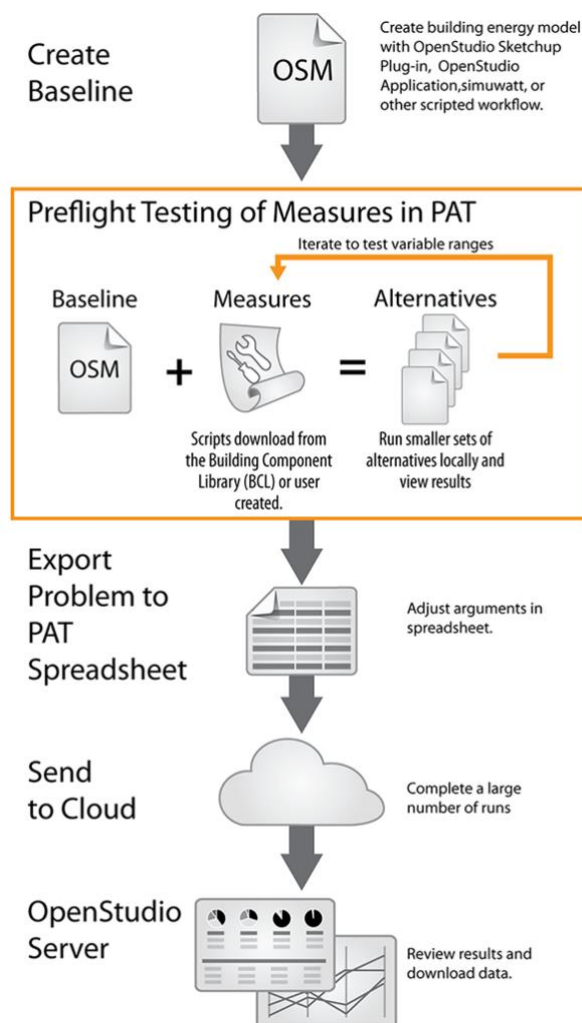 Create
Baseline
OSM
Create building energy model
with OpenStudio Sketchup
Plug-in, OpenStudio
Application,simuwatt, or
other scripted workflow.
Preflight Testing of Measures in PAT
Iterate to test variable ranges
Baseline
Measures
Alternatives
OSM
+
=
Scripts download from
the Building Component
Library (BCL) or user
created.
Run smaller sets of
alternatives locally and
view results
Export
Problem to
PAT
Spreadsheet
Adjust arguments in
spreadsheet.
Send
to Cloud
Complete a large
number of runs
OpenStudio
Server
Review results and
download data.